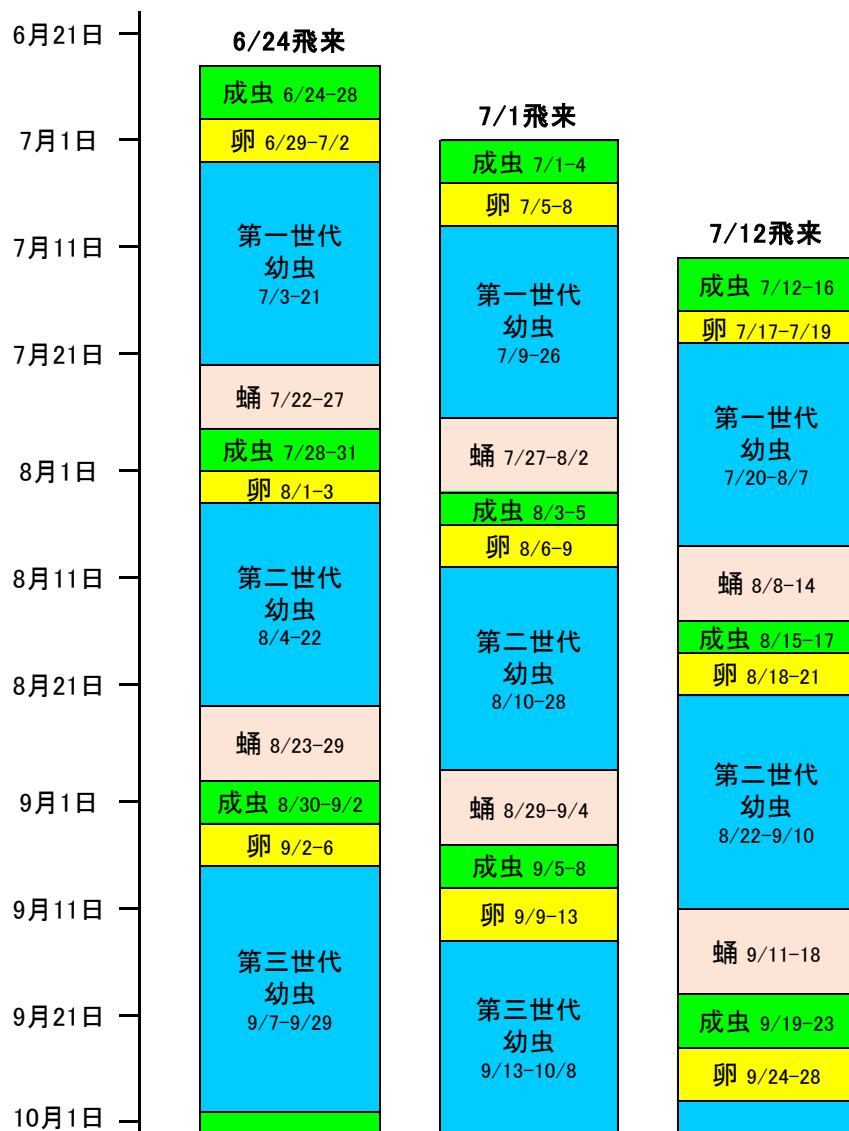 6月21日
7月1日
7月11日
7月21日
8月1日
8月11日
8月21日
9月1日
9月11日
9月21日
10月1日
6/24飛来
成虫 6/24-28
卵 6/29-7/2
第一世代
幼虫
7/3-21
蛹 7/22-27
成虫 7/28-31
卵 8/1-3
第二世代
幼虫
8/4-22
蛹 8/23-29
成虫 8/30-9/2
卵 9/2-6
第三世代
幼虫
9/7-9/29
7/1飛来
成虫 7/1-4
卵 7/5-8
第一世代
幼虫
7/9-26
蛹 7/27-8/2
成虫 8/3-5
卵 8/6-9
第二世代
幼虫
8/10-28
蛹 8/29-9/4
成虫 9/5-8
卵 9/9-13
第三世代
幼虫
9/13-10/8
7/12飛来
成虫 7/12-16
卵 7/17-7/19
第一世代
幼虫
7/20-8/7
蛹 8/8-14
成虫 8/15-17
卵 8/18-21
第二世代
幼虫
8/22-9/10
蛹 9/11-18
成虫 9/19-23
卵 9/24-28